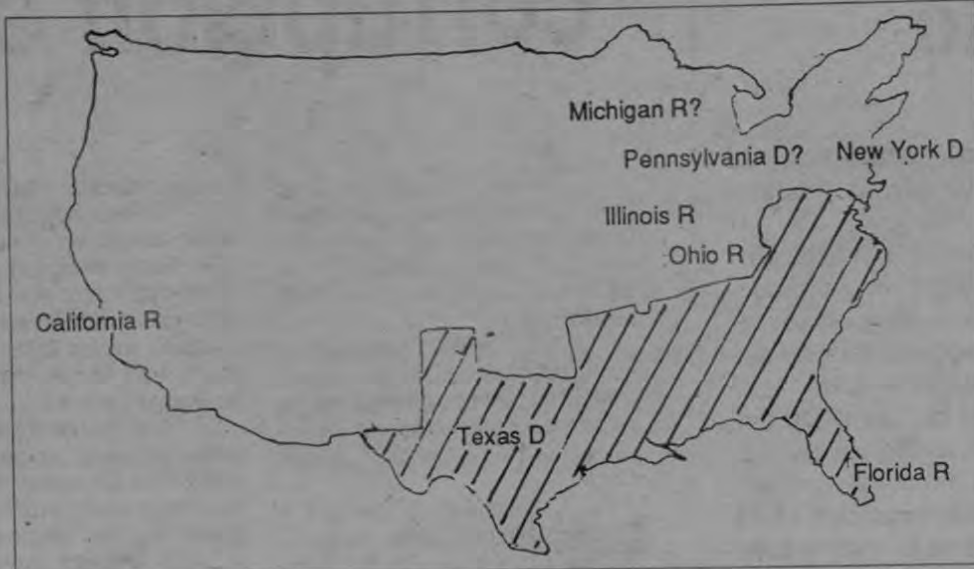 Michigan R?
Pennsylvania D?
New York D
Illinois R
Ohio R
California R
Texas D
Florida R